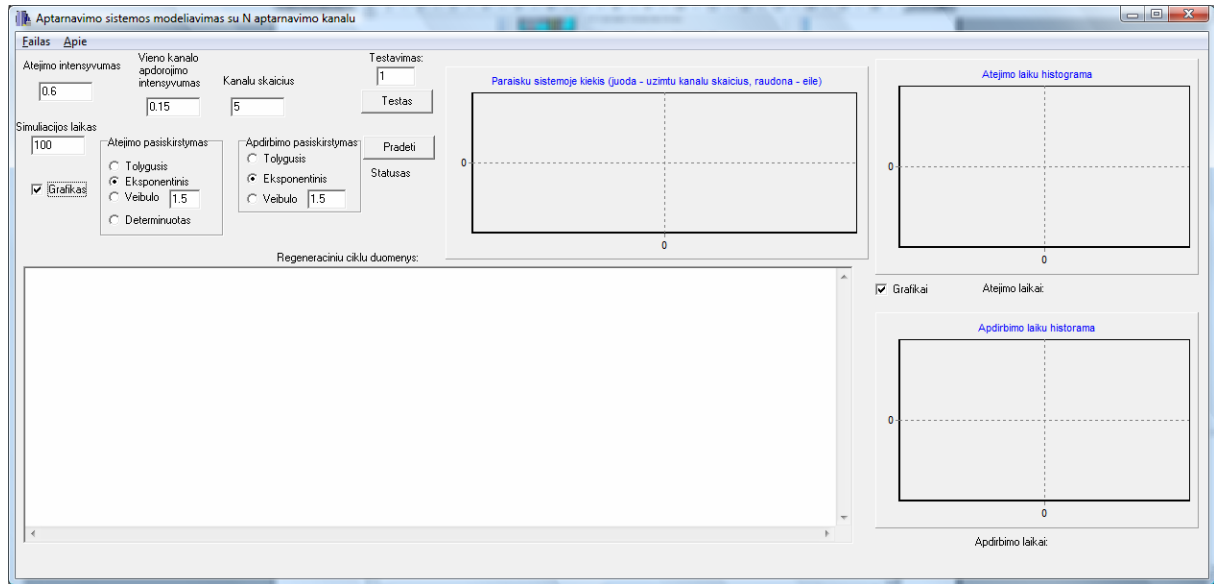 Aptarnavimo sistemos modeliavimas su N aptarnavimo kanalu
Failas Apie
Atejimo intensyvumas
0.6
Vieno kanalo
apdorojimo
intensyvumas
0.15
Kanalu skaicius
5
Testavimas:
1
Testas
Simuliacijos laikas
100
Grafikas
Atejimo pasiskirstymas
Tolygusis
Eksponentinis
Veibulo 1.5
Determinuotas
Apdirbimo pasiskirstymas
Tolygusis
Eksponentinis
Veibulo 1.5
Pradeti
Statusas
Paraisku sistemoje kiekis (juoda - uzimtu kanalu skaicius, raudona - eile)
0
0
Atejimo laiku histograma
0
0
Regeneraciniu ciklu duomenys:
Grafikai
Atejimo laikai:
Apdirbimo laiku historama
0
0
Apdirbimo laikai: